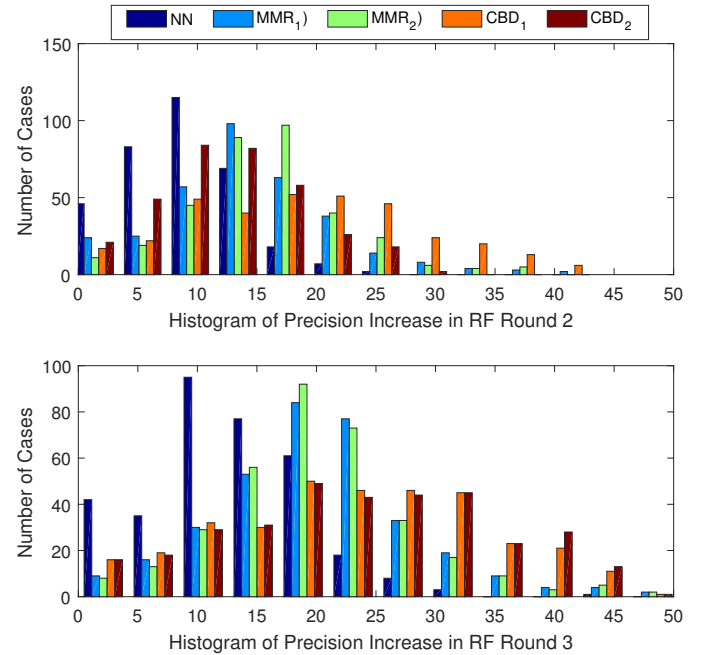 NN MMR1) MMR2) CBD1 CBD2
150
100
50
0
Number of Cases
0 5 10 15 20 25 30 35 40 45 50
Histogram of Precision Increase in RF Round 2
100
80
60
40
20
0
Number of Cases
0 5 10 15 20 25 30 35 40 45 50
Histogram of Precision Increase in RF Round 3